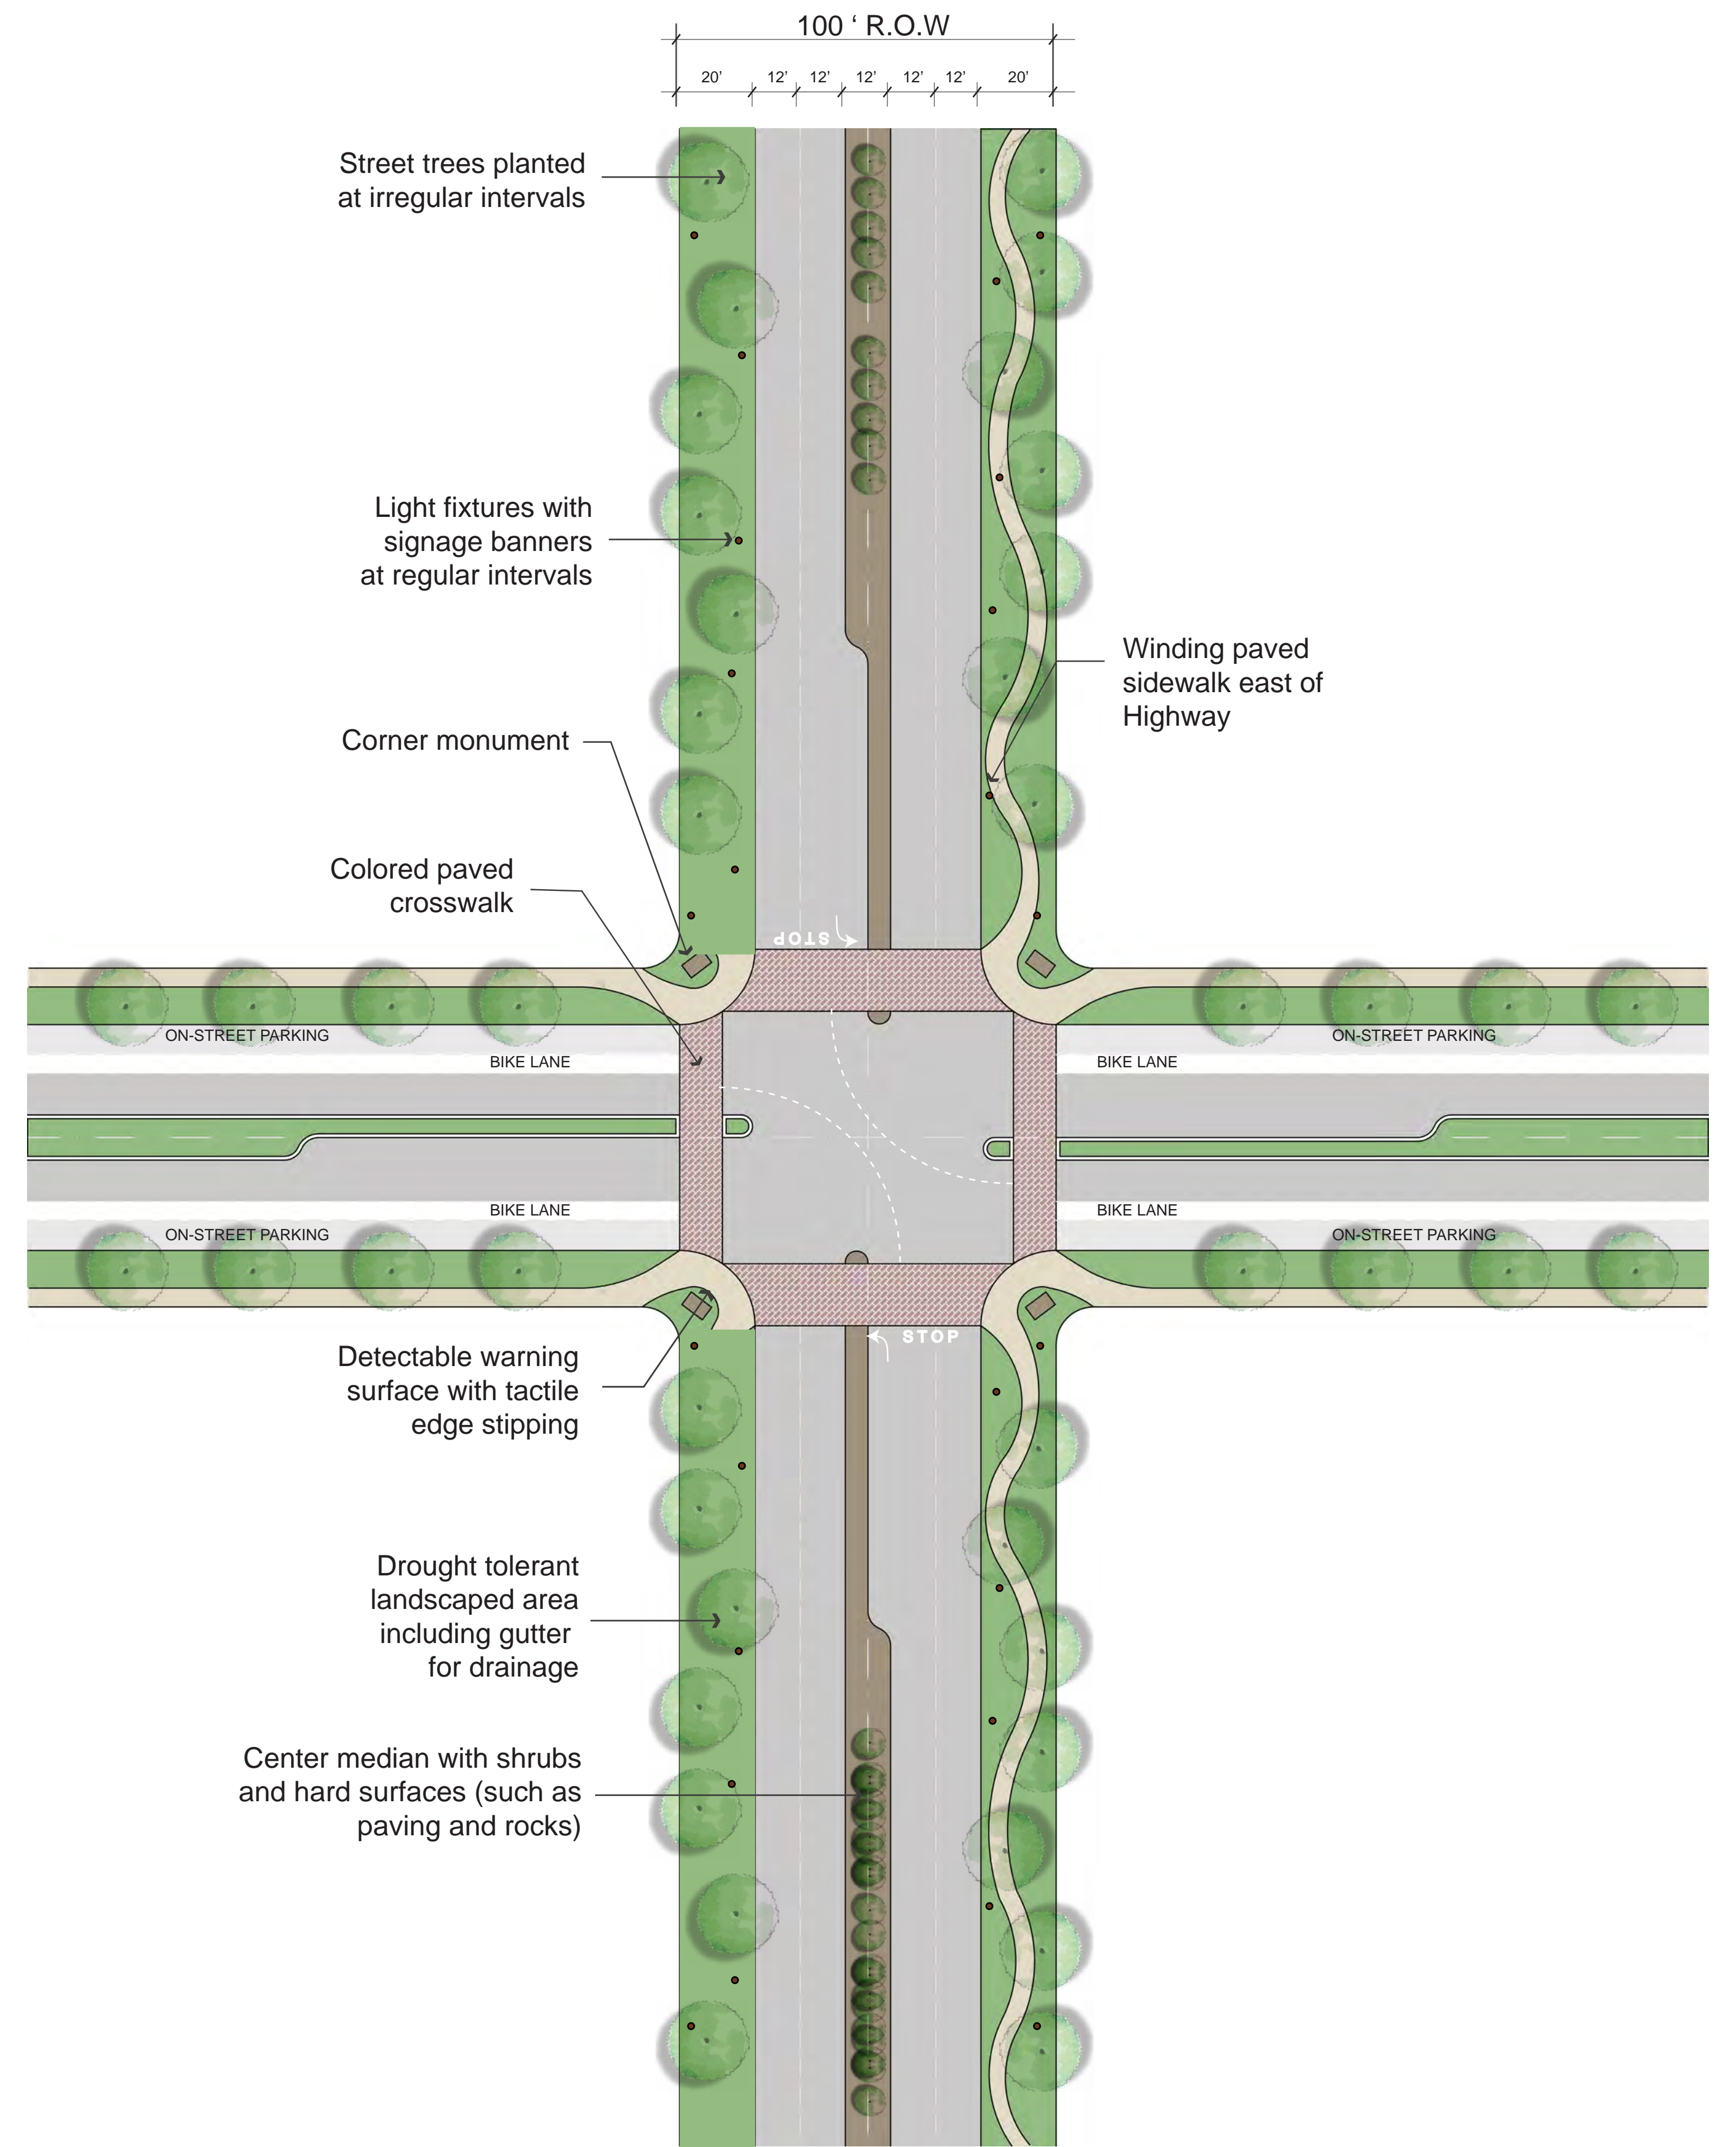 100 ‘ R.O.W
20’ 12’ 12’ 12’ 12’ 12’ 20’
Street trees planted
at irregular intervals
Light fixtures with
signage banners
at regular intervals
Winding paved
sidewalk east of
Highway
Corner monument
Colored paved
crosswalk
STOP
ON-STREET PARKING
ON-STREET PARKING
BIKE LANE
BIKE LANE
BIKE LANE
BIKE LANE
ON-STREET PARKING
ON-STREET PARKING
STOP
Detectable warning
surface with tactile
edge stipping
Drought tolerant
landscaped area
including gutter
for drainage
Center median with shrubs
and hard surfaces (such as
paving and rocks)